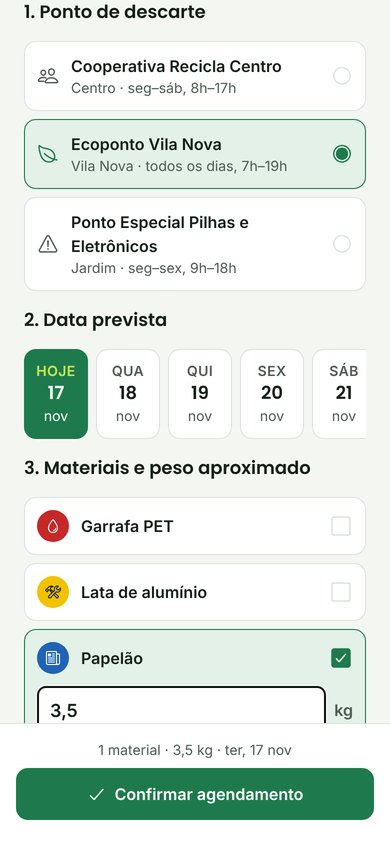 1. Ponto de descarte
Cooperativa Recicla Centro
Centro · seg–sáb, 8h–17h
Ecoponto Vila Nova
Vila Nova · todos os dias, 7h–19h
Ponto Especial Pilhas e
Eletrônicos
Jardim · seg–sex, 9h–18h
2. Data prevista
HOJE
17
nov
QUA
18
nov
QUI
19
nov
SEX
20
nov
SÁB
21
nov
3. Materiais e peso aproximado
Garrafa PET
Lata de alumínio
Papelão
3,5
kg
1 material · 3,5 kg · ter, 17 nov
Confirmar agendamento